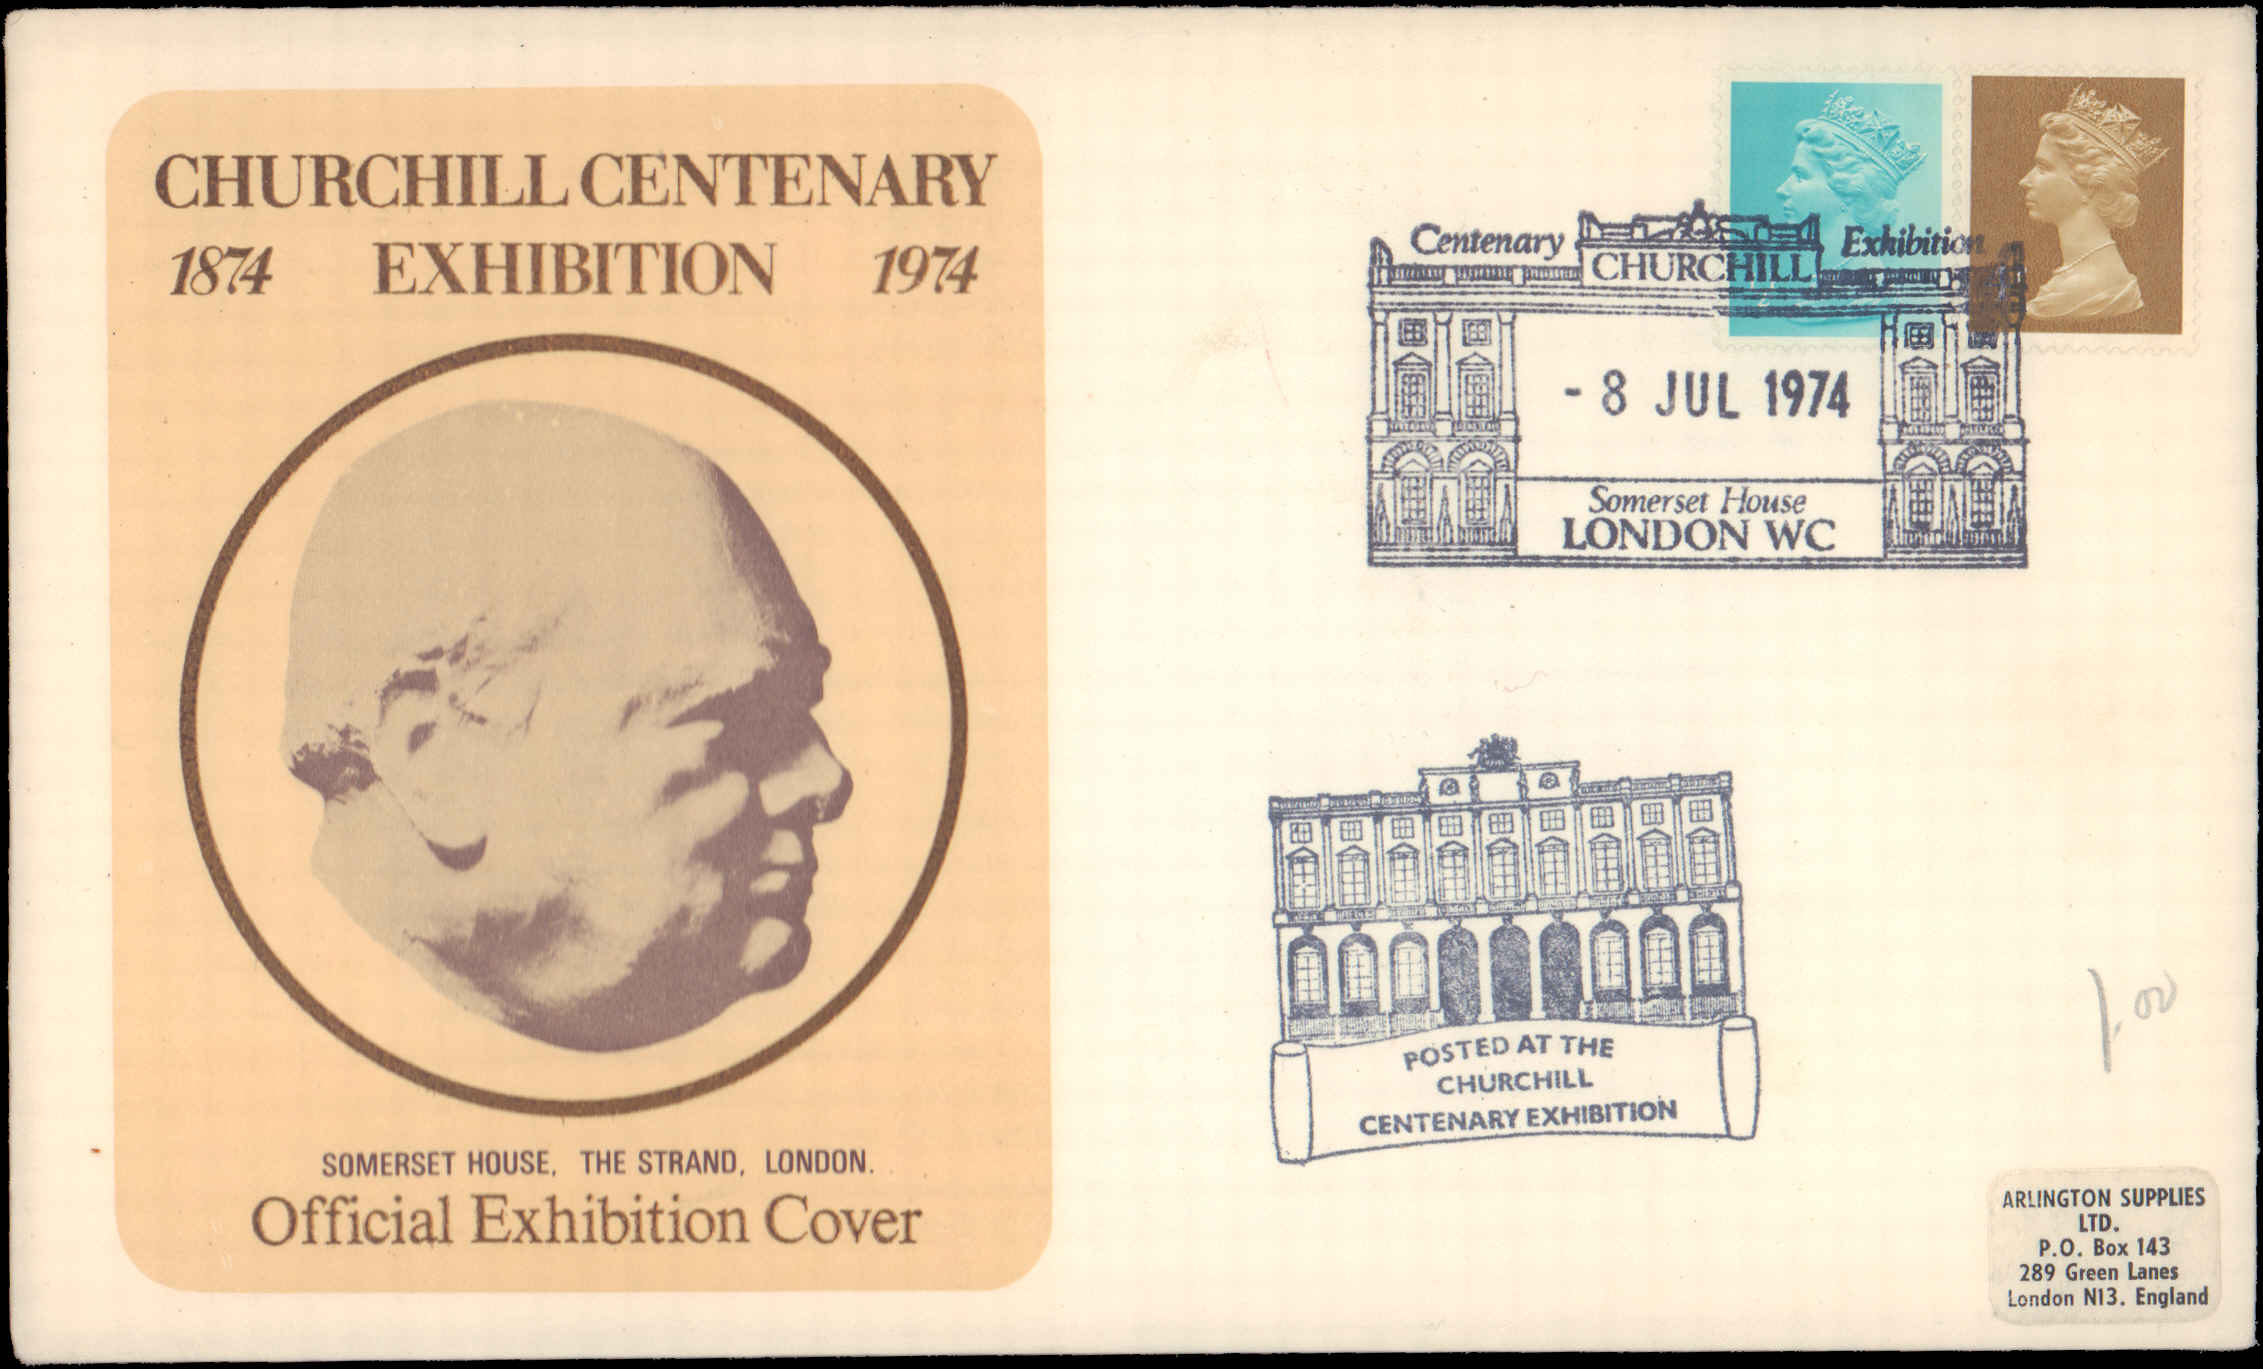 CHURCHILL CENTENARY
1874 EXHIBITION 1974
SOMERSET HOUSE, THE STRAND, LONDON.
Official Exhibition Cover
Centenary CHURCHILL Exhibition
- 8 JUL 1974
Somerset House
LONDON WC
POSTED AT THE
CHURCHILL
CENTENARY EXHIBITION
1.00
ARLINGTON SUPPLIES
LTD.
P.O. Box 143
289 Green Lanes
London N13. England